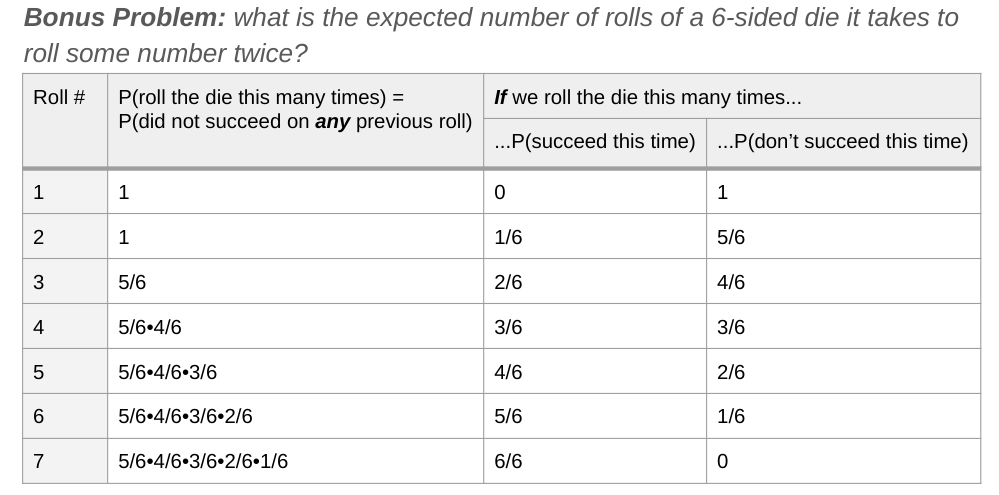 Bonus Problem: what is the expected number of rolls of a 6-sided die it takes to
roll some number twice?
Roll #
P(roll the die this many times) =
P(did not succeed on any previous roll)
If we roll the die this many times...
...P(succeed this time)
...P(don’t succeed this time)
1 1 0 1
2 1 1/6 5/6
3 5/6 2/6 4/6
4 5/6•4/6 3/6 3/6
5 5/6•4/6•3/6 4/6 2/6
6 5/6•4/6•3/6•2/6 5/6 1/6
7 5/6•4/6•3/6•2/6•1/6 6/6 0